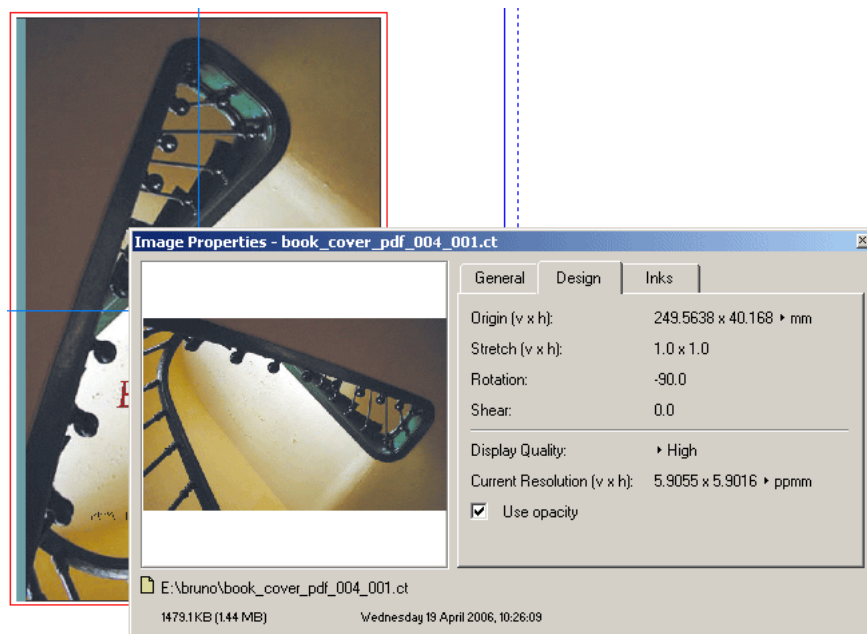 Image Properties - book_cover_pdf_004_001.ct
General Design Inks
Origin (v x h): 249.5638 x 40.168 ‣ mm
Stretch (v x h): 1.0 x 1.0
Rotation: -90.0
Shear: 0.0
Display Quality: ‣ High
Current Resolution (v x h): 5.9055 x 5.9016 ‣ ppmm
Use opacity
E:\bruno\book_cover_pdf_004_001.ct
1479.1KB (1.44 MB) Wednesday 19 April 2006, 10:26:09